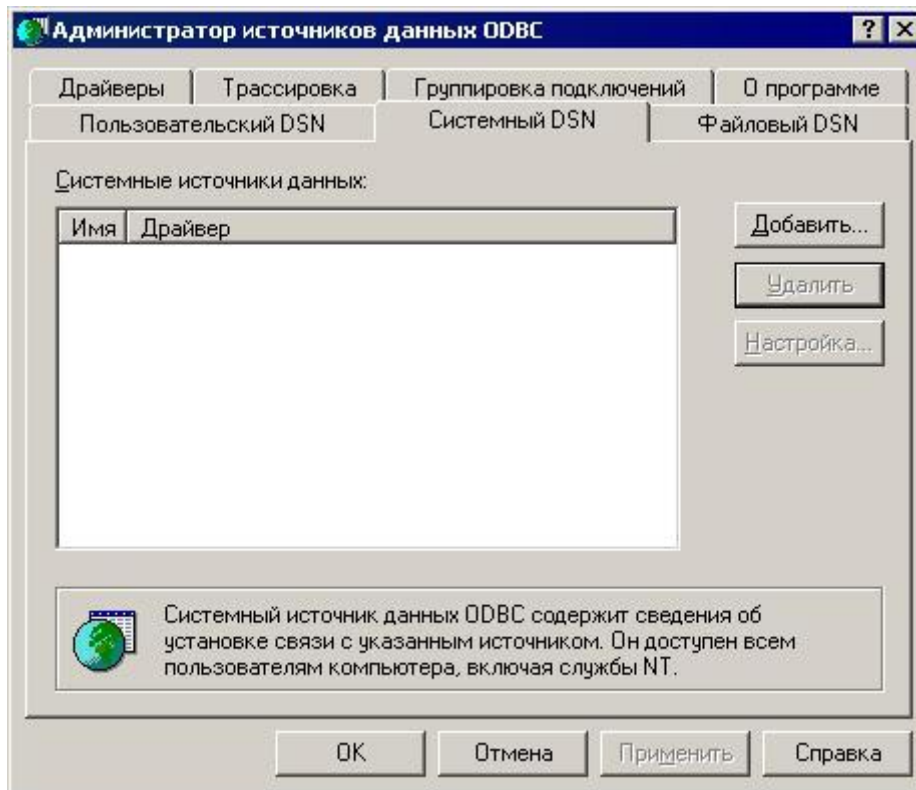 Администратор источников данных ODBC
Драйверы Трассировка Группировка подключений О программе
Пользовательский DSN Системный DSN Файловый DSN
Системные источники данных:
Имя Драйвер
Добавить...
Удалить
Настройка...
Системный источник данных ODBC содержит сведения об
установке связи с указанным источником. Он доступен всем
пользователям компьютера, включая службы NT.
OK Отмена Применить Справка